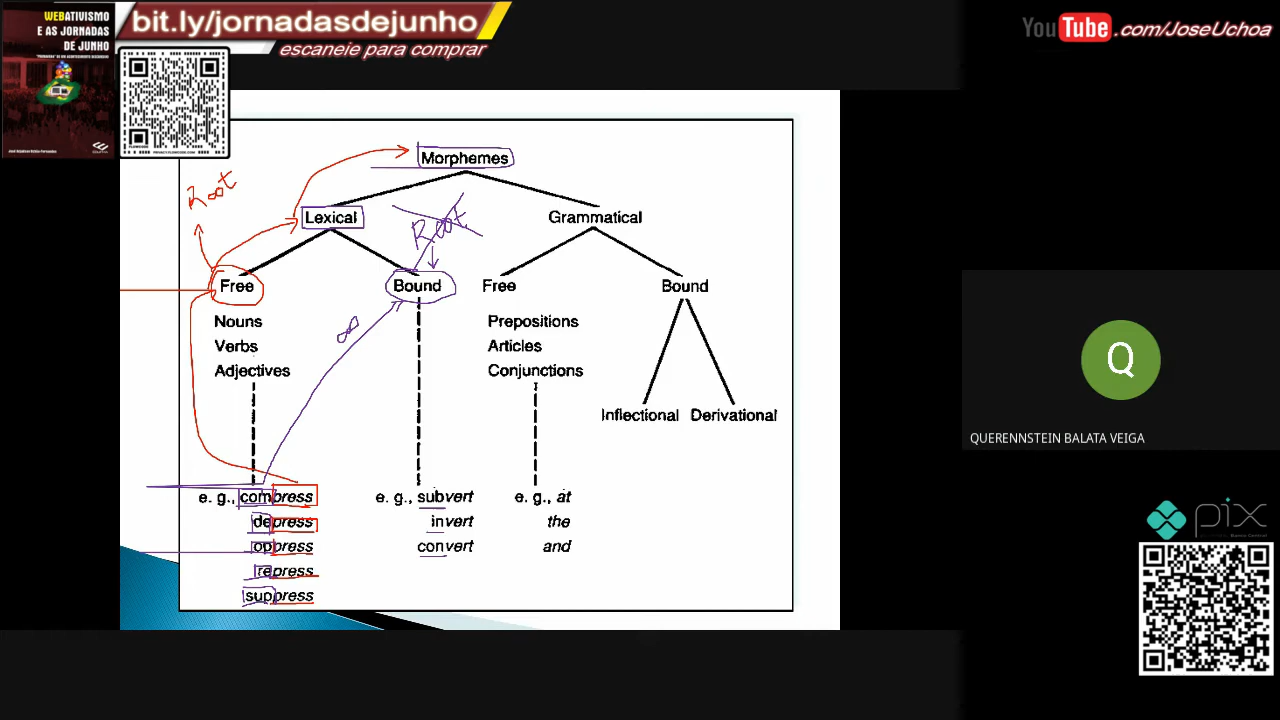 WEBATIVISMO
E AS JORNADAS
DE JUNHO
bit.ly/jornadasdejunho
escaneie para comprar
YouTube.com/JoseUchoa
Morphemes
Root
Lexical
Root
Grammatical
Free
Bound
Free
Bound
Nouns
Verbs
Adjectives
Prepositions
Articles
Conjunctions
Inflectional Derivational
e. g., compress
depress
oppress
repress
suppress
e. g., subvert
invert
convert
e. g., at
the
and
Q
QUERENNSTEIN BALATA VEIGA
pix